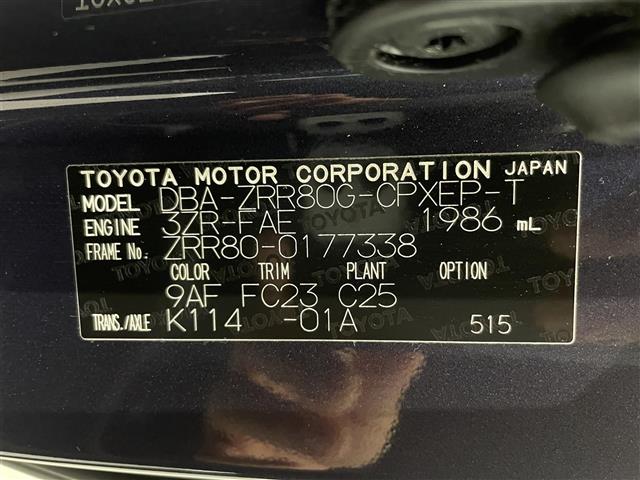 TOYOTA MOTOR CORPORATION JAPAN
MODEL DBA-ZRR80G-CPXEP-T
ENGINE 3ZR-FAE 1986 mL
FRAME No. ZRR80-0177338
COLOR TRIM PLANT OPTION
9AF FC23 C25
TRANS./AXLE K114 -01A 515